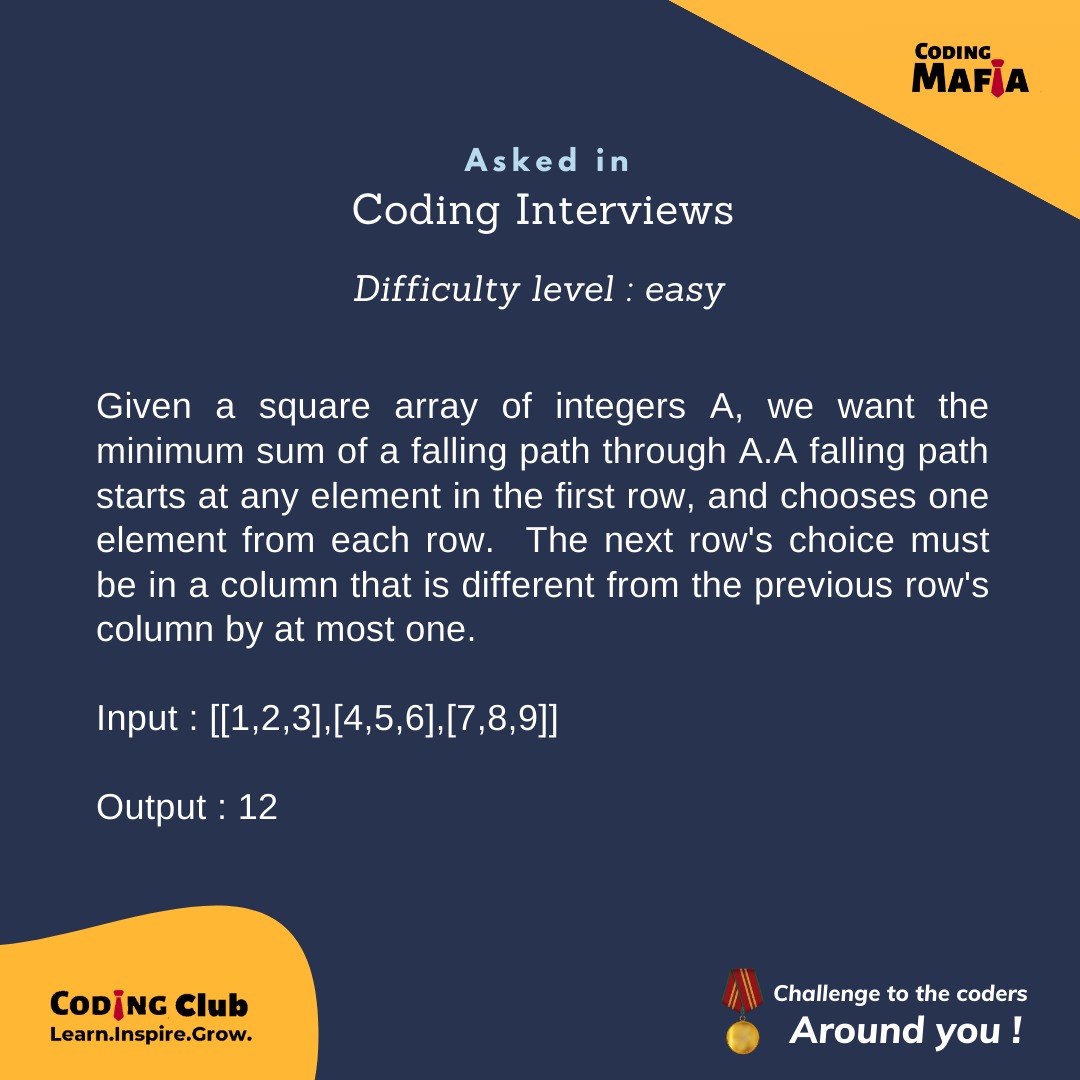 CODING
MAFIA
Asked in
Coding Interviews
Difficulty level : easy
Given a square array of integers A, we want the
minimum sum of a falling path through A.A falling path
starts at any element in the first row, and chooses one
element from each row.  The next row's choice must
be in a column that is different from the previous row's
column by at most one.
Input : [[1,2,3],[4,5,6],[7,8,9]]
Output : 12
CODING Club
Learn.Inspire.Grow.
Challenge to the coders
Around you !